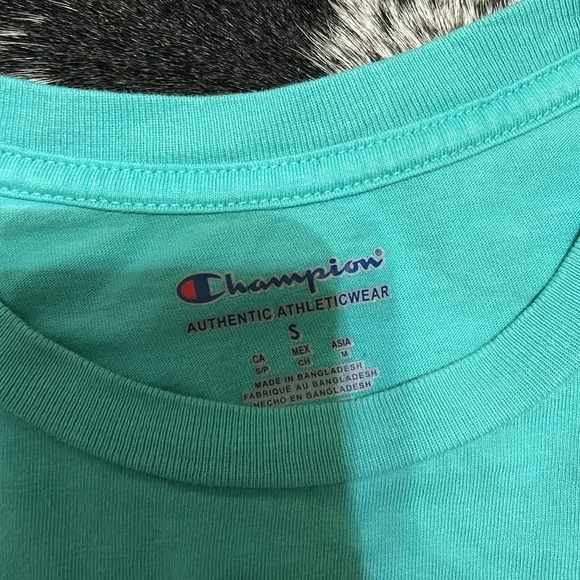 Champion®
AUTHENTIC ATHLETICWEAR
S
CA MEX ASIA
S/P CH M
MADE IN BANGLADESH
FABRIQUÉ AU BANGLADESH
HECHO EN BANGLADESH